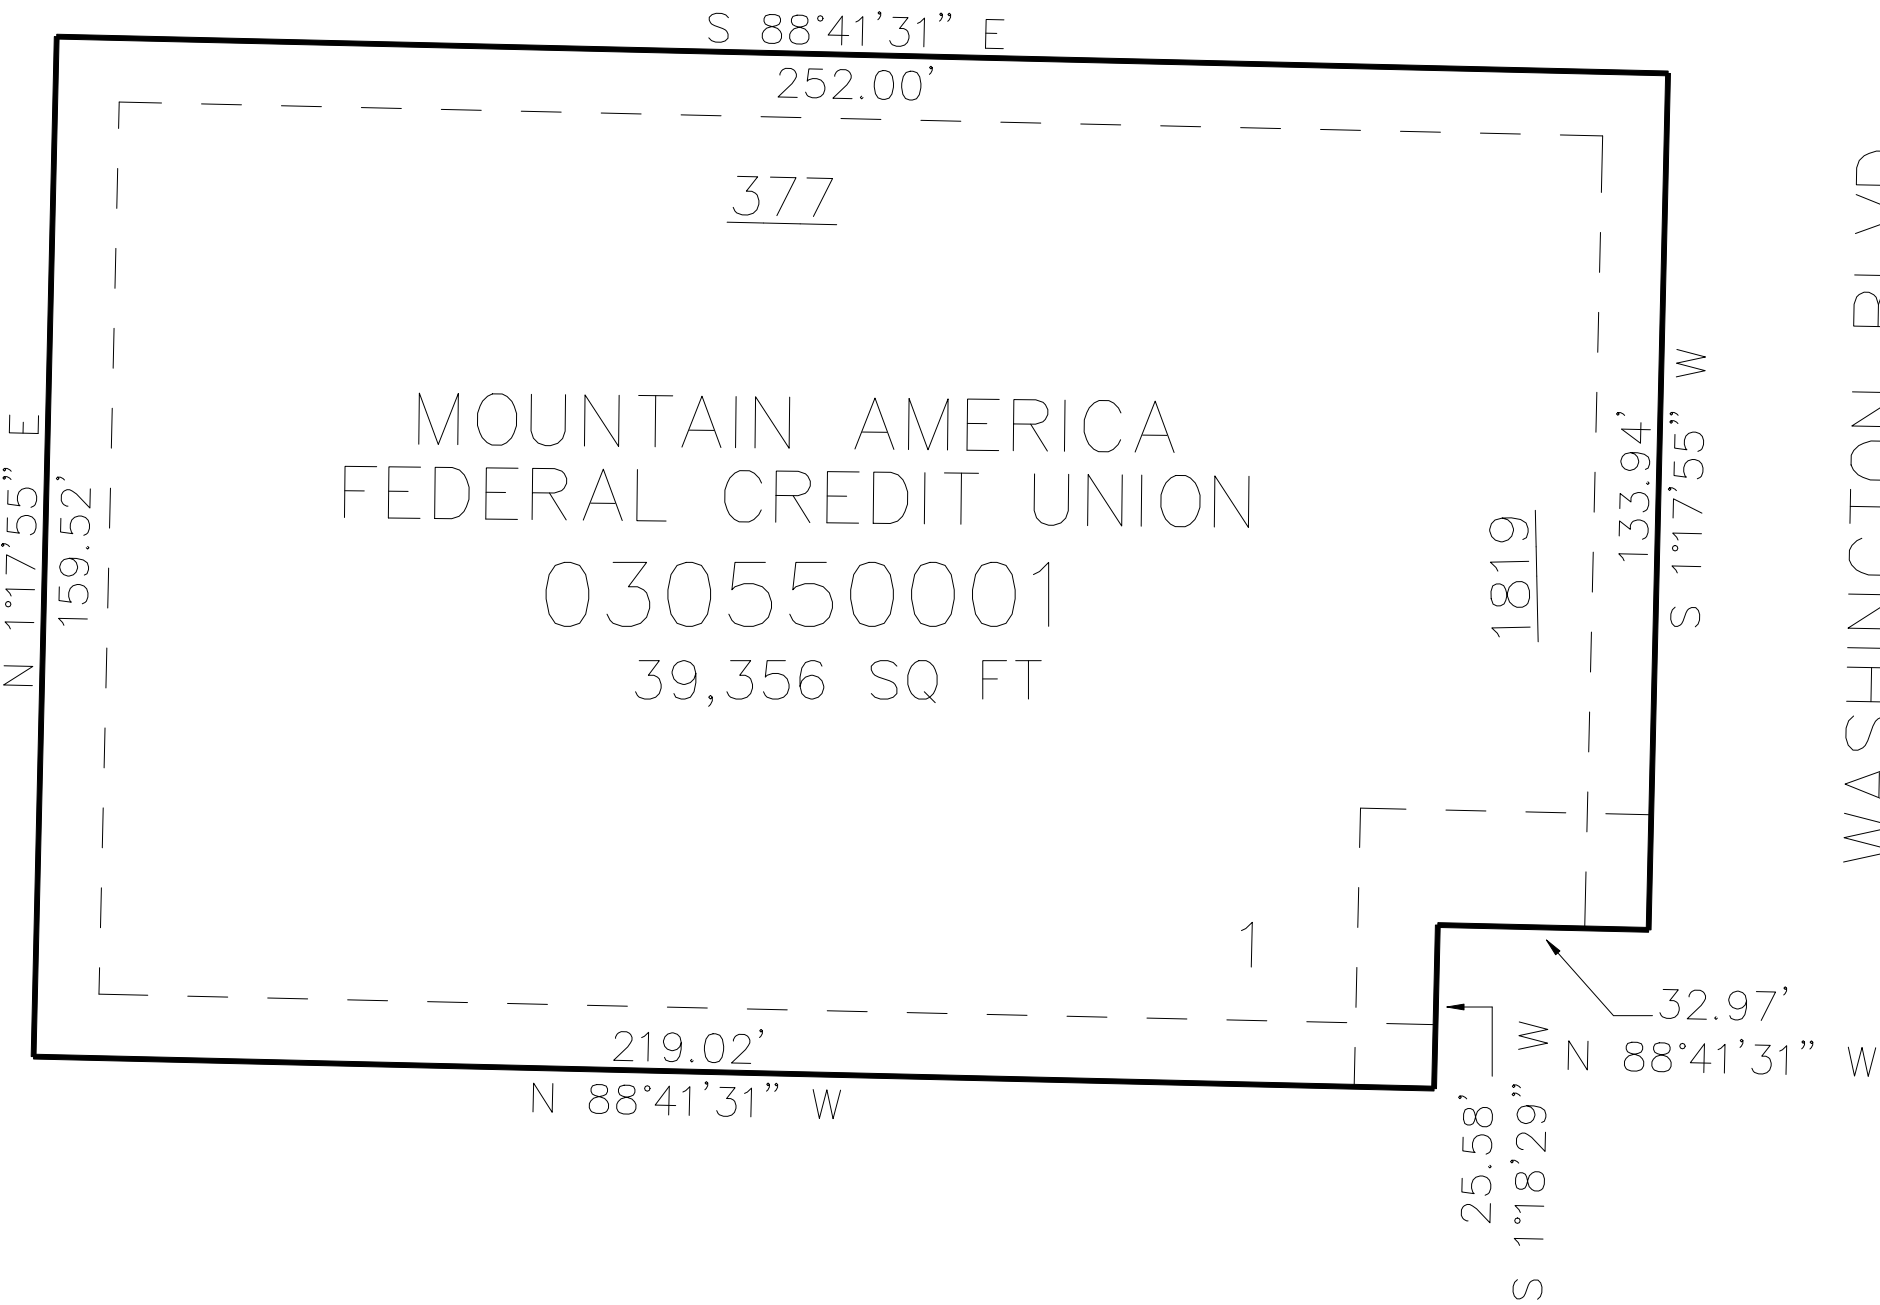 S 88°41'31" E
252.00'
377
N 1°17'55" E
159.52'
MOUNTAIN AMERICA
FEDERAL CREDIT UNION
030550001
39,356 SQ FT
1819
133.94'
S 1°17'55" W
WASHINGTON BLVD
1
32.97'
N 88°41'31" W
219.02'
N 88°41'31" W
25.58'
S 1°18'29" W